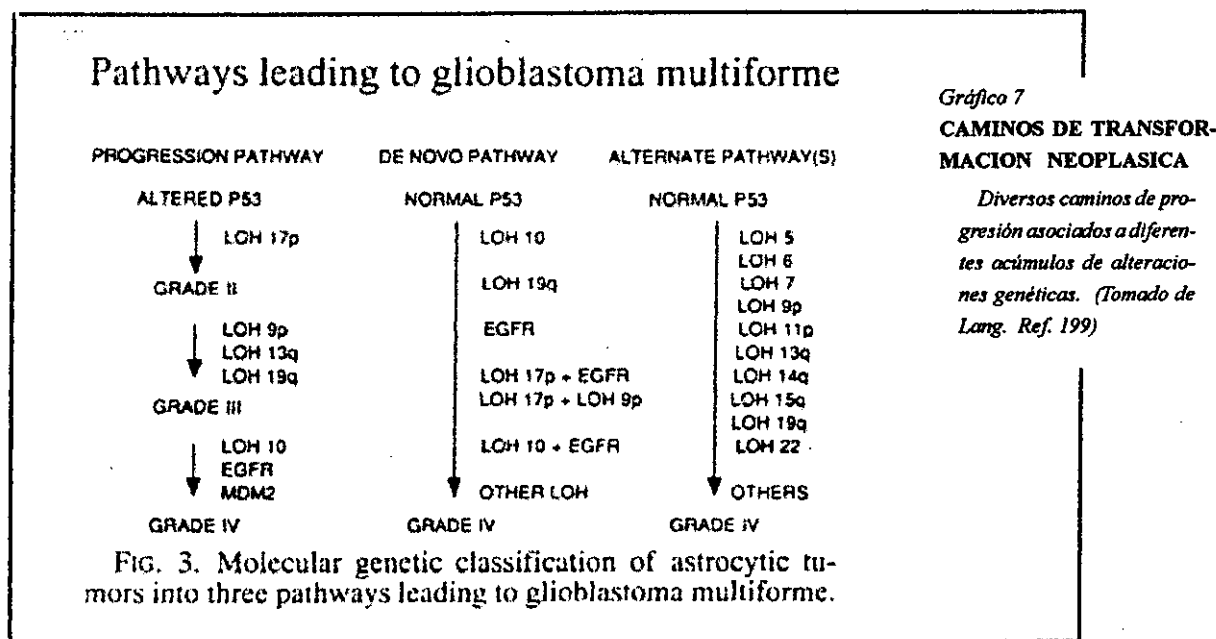 Pathways leading to glioblastoma multiforme
PROGRESSION PATHWAY
ALTERED P53
LOH 17p
GRADE II
LOH 9p
LOH 13q
LOH 19q
GRADE III
LOH 10
EGFR
MDM2
GRADE IV
DE NOVO PATHWAY
NORMAL P53
LOH 10
LOH 19q
EGFR
LOH 17p + EGFR
LOH 17p + LOH 9p
LOH 10 + EGFR
OTHER LOH
GRADE IV
ALTERNATE PATHWAY(S)
NORMAL P53
LOH 5
LOH 6
LOH 7
LOH 9p
LOH 11p
LOH 13q
LOH 14q
LOH 15q
LOH 19q
LOH 22
OTHERS
GRADE IV
FIG. 3. Molecular genetic classification of astrocytic tu-
mors into three pathways leading to glioblastoma multiforme.
Gráfico 7
CAMINOS DE TRANSFOR-
MACION NEOPLASICA
Diversos caminos de pro-
gresión asociados a diferen-
tes acúmulos de alteracio-
nes genéticas. (Tomado de
Lang. Ref. 199)